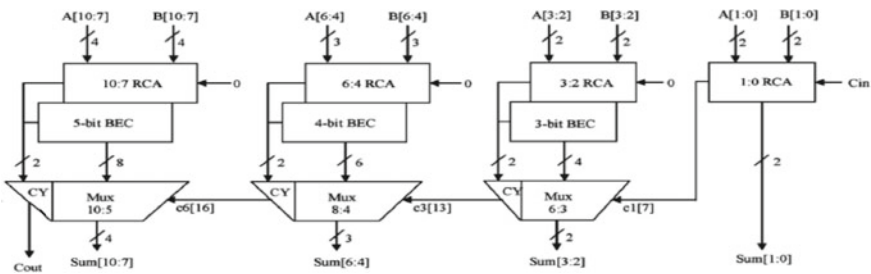 A[10:7] B[10:7] A[6:4] B[6:4] A[3:2] B[3:2] A[1:0] B[1:0]
4 4 3 3 2 2 2 2
10:7 RCA 0 6:4 RCA 0 3:2 RCA 0 1:0 RCA Cin
5-bit BEC 4-bit BEC 3-bit BEC
2 8 2 6 2 4 2
CY Mux 10:5 c6[16] CY Mux 8:4 c3[13] CY Mux 6:3 c1[7]
4 3 2
Cout Sum[10:7] Sum[6:4] Sum[3:2] Sum[1:0]